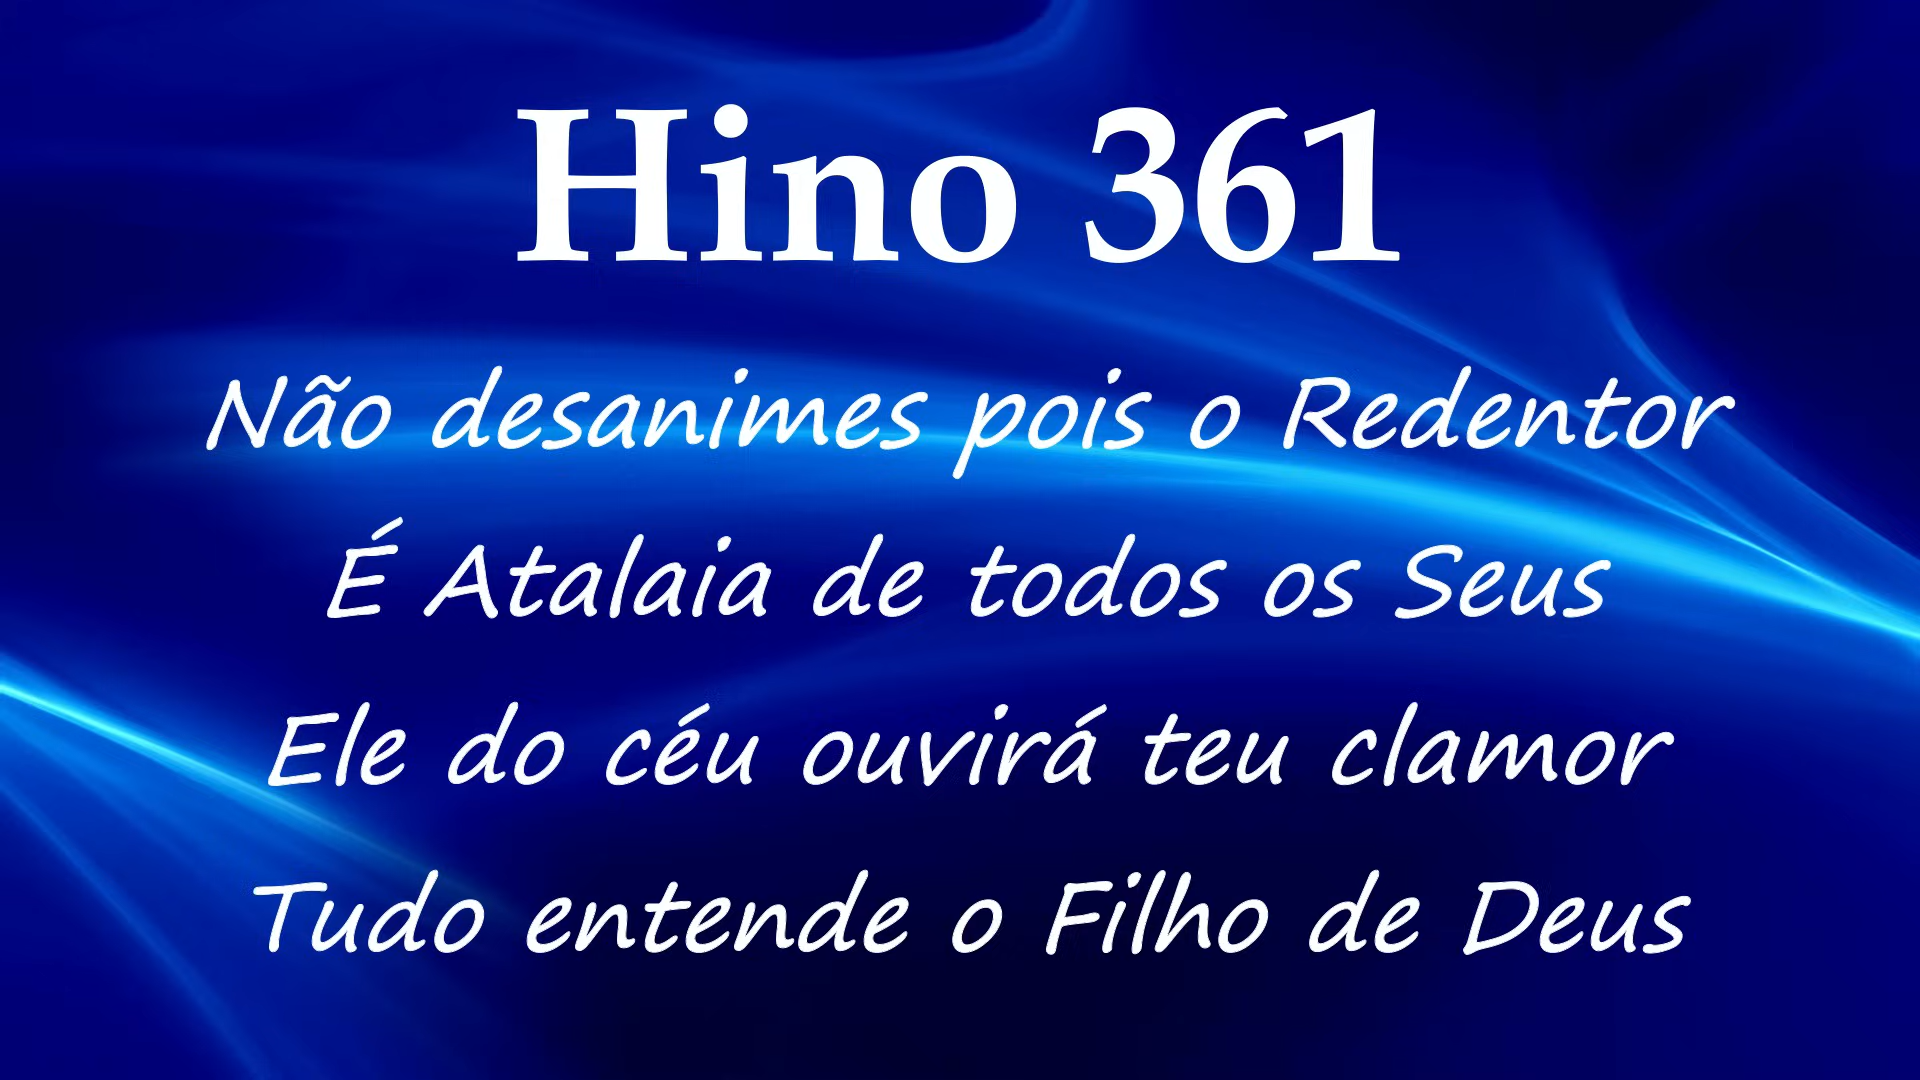 Hino 361
Não desanimes pois o Redentor
É Atalaia de todos os Seus
Ele do céu ouvirá teu clamor
Tudo entende o Filho de Deus